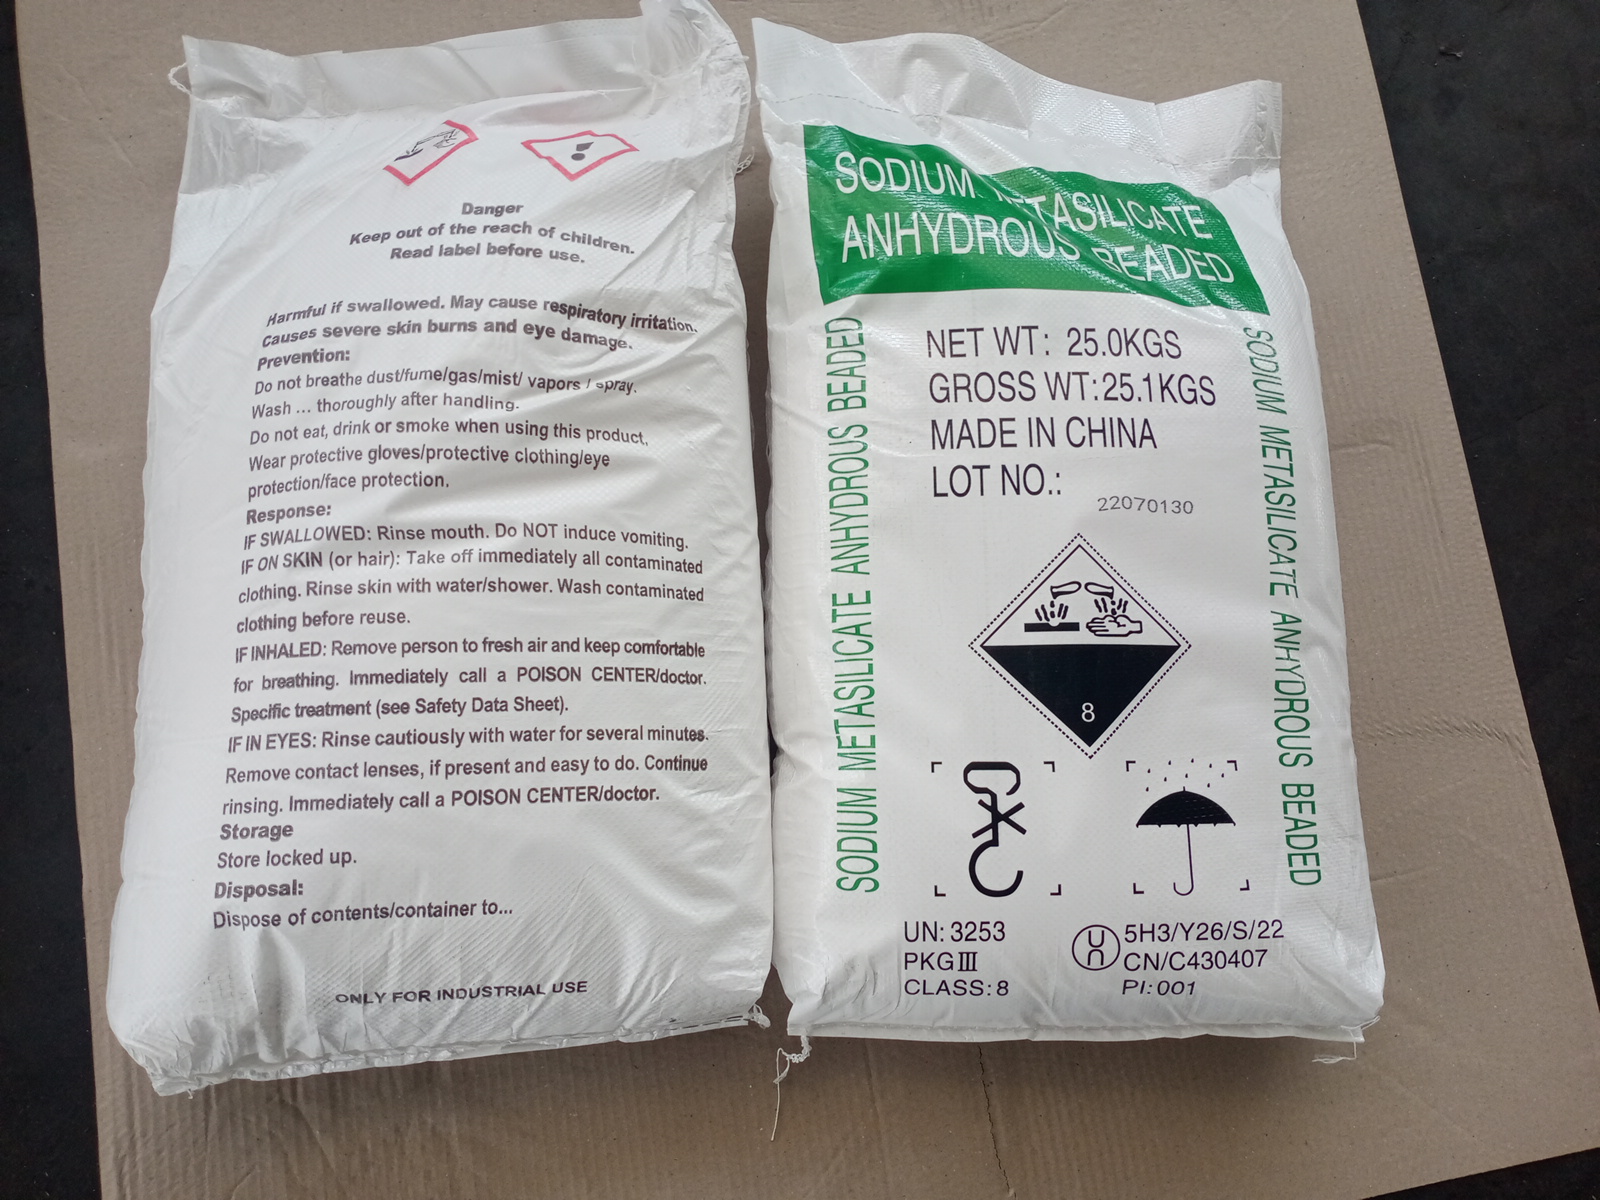 Danger
Keep out of the reach of children.
Read label before use.
Harmful if swallowed. May cause respiratory irritation.
Causes severe skin burns and eye damage.
Prevention:
Do not breathe dust/fume/gas/mist/ vapors / spray.
Wash ... thoroughly after handling.
Do not eat, drink or smoke when using this product,
Wear protective gloves/protective clothing/eye
protection/face protection.
Response:
IF SWALLOWED: Rinse mouth. Do NOT induce vomiting.
IF ON SKIN (or hair): Take off immediately all contaminated
clothing. Rinse skin with water/shower. Wash contaminated
clothing before reuse.
IF INHALED: Remove person to fresh air and keep comfortable
for breathing. Immediately call a POISON CENTER/doctor.
Specific treatment (see Safety Data Sheet).
IF IN EYES: Rinse cautiously with water for several minutes.
Remove contact lenses, if present and easy to do. Continue
rinsing. Immediately call a POISON CENTER/doctor.
Storage
Store locked up.
Disposal:
Dispose of contents/container to...
ONLY FOR INDUSTRIAL USE
SODIUM METASILICATE
ANHYDROUS BEADED
SODIUM METASILICATE ANHYDROUS BEADED
NET WT: 25.0KGS
GROSS WT:25.1KGS
MADE IN CHINA
LOT NO.:
22070130
8
UN: 3253
PKG III
CLASS: 8
un
5H3/Y26/S/22
CN/C430407
PI:001
SODIUM METASILICATE ANHYDROUS BEADED